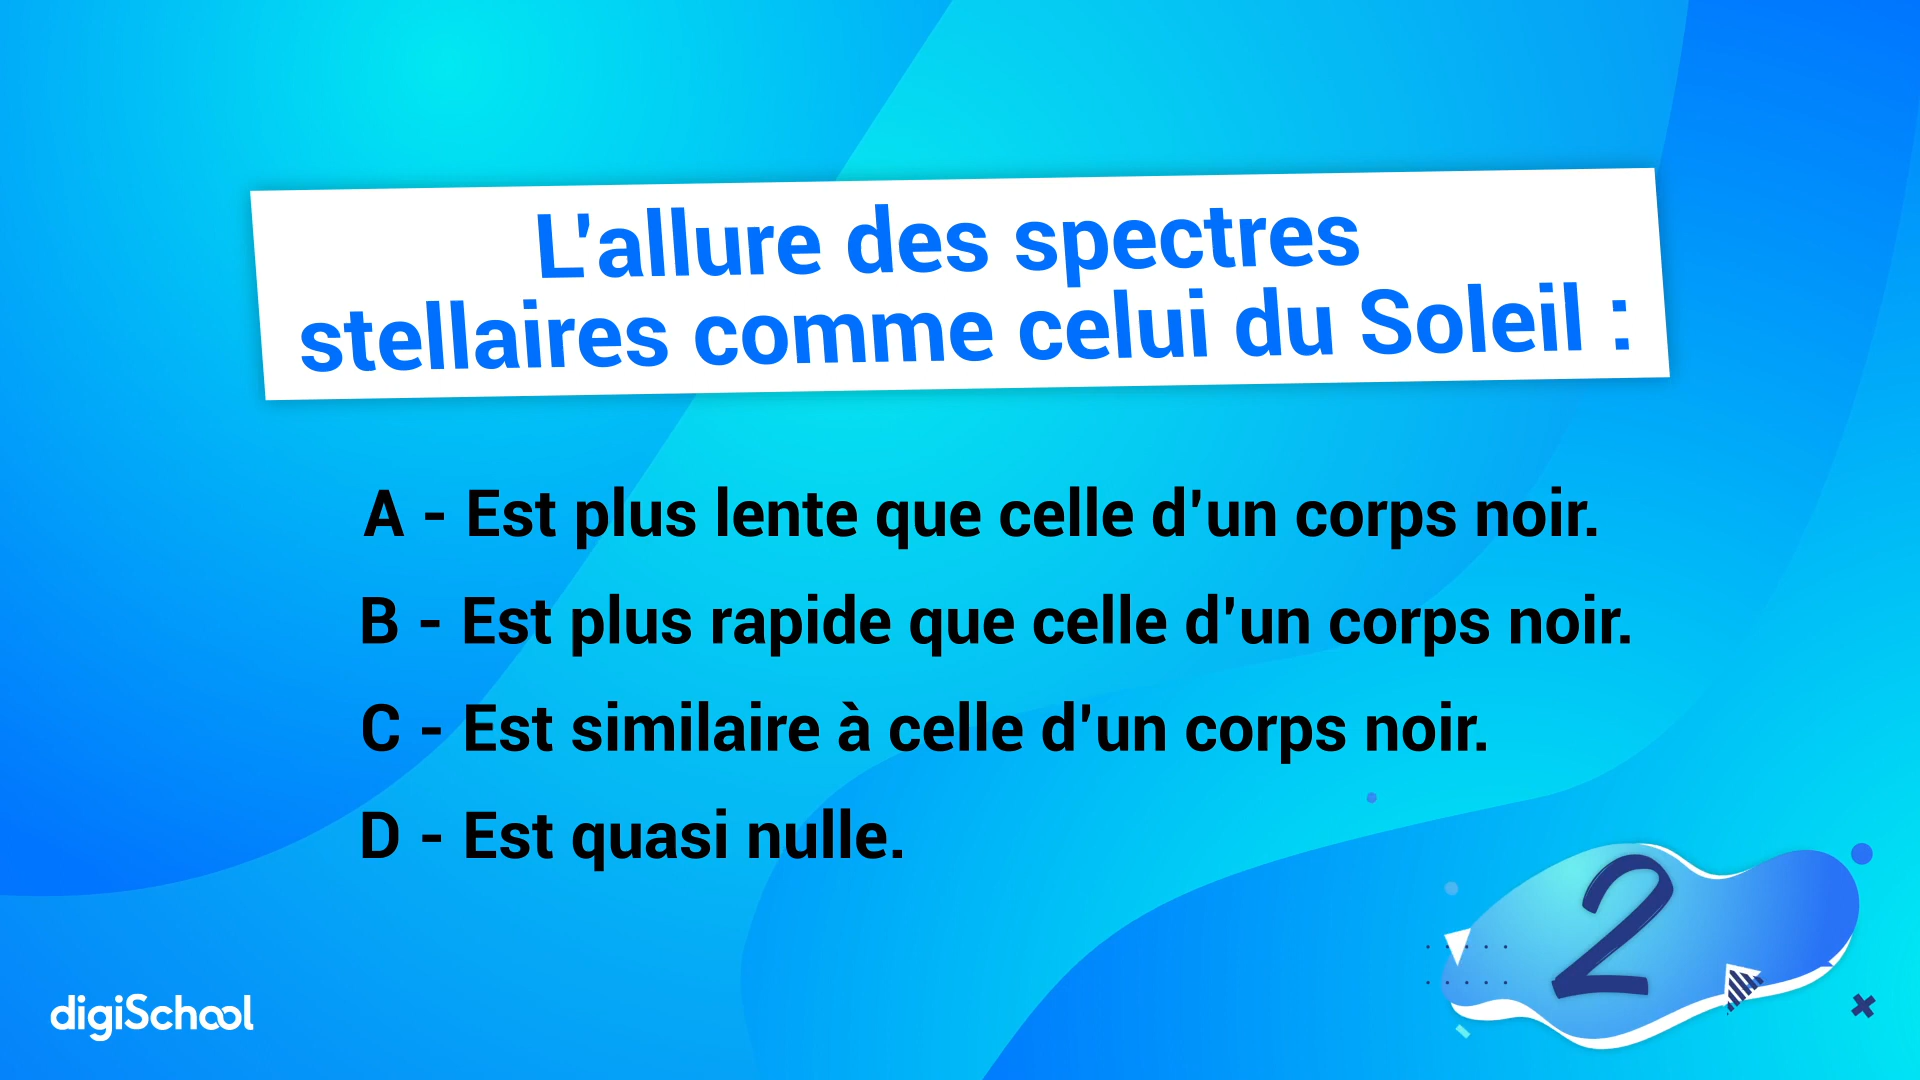 L'allure des spectres
stellaires comme celui du Soleil :
A - Est plus lente que celle d'un corps noir.
B - Est plus rapide que celle d'un corps noir.
C - Est similaire à celle d'un corps noir.
D - Est quasi nulle.
2
digiSchool